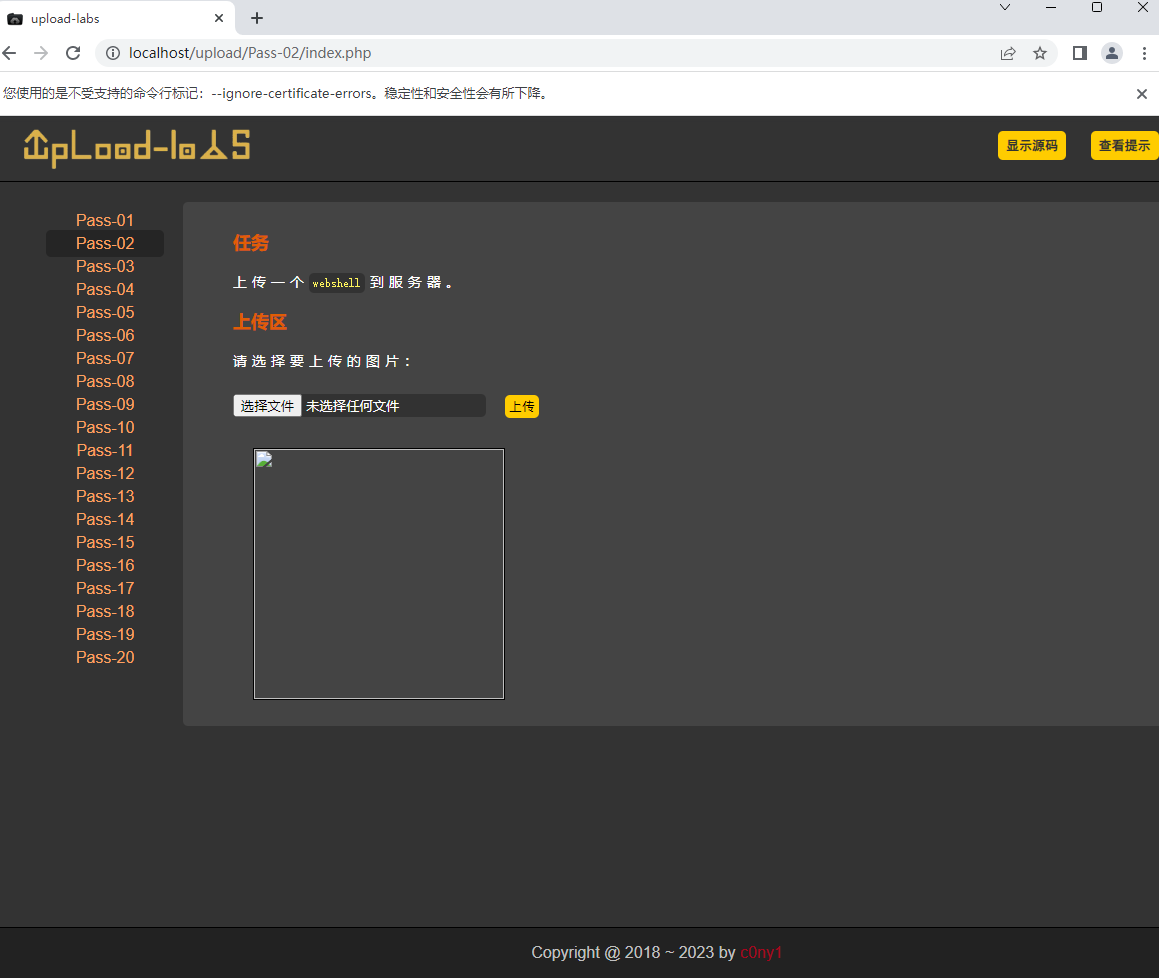 upload-labs
localhost/upload/Pass-02/index.php
您使用的是不受支持的命令行标记：--ignore-certificate-errors。稳定性和安全性会有所下降。
UpLoad-labs
显示源码 查看提示
Pass-01
Pass-02
Pass-03
Pass-04
Pass-05
Pass-06
Pass-07
Pass-08
Pass-09
Pass-10
Pass-11
Pass-12
Pass-13
Pass-14
Pass-15
Pass-16
Pass-17
Pass-18
Pass-19
Pass-20
任务
上传一个 webshell 到服务器。
上传区
请选择要上传的图片：
选择文件 未选择任何文件 上传
Copyright @ 2018 ~ 2023 by c0ny1